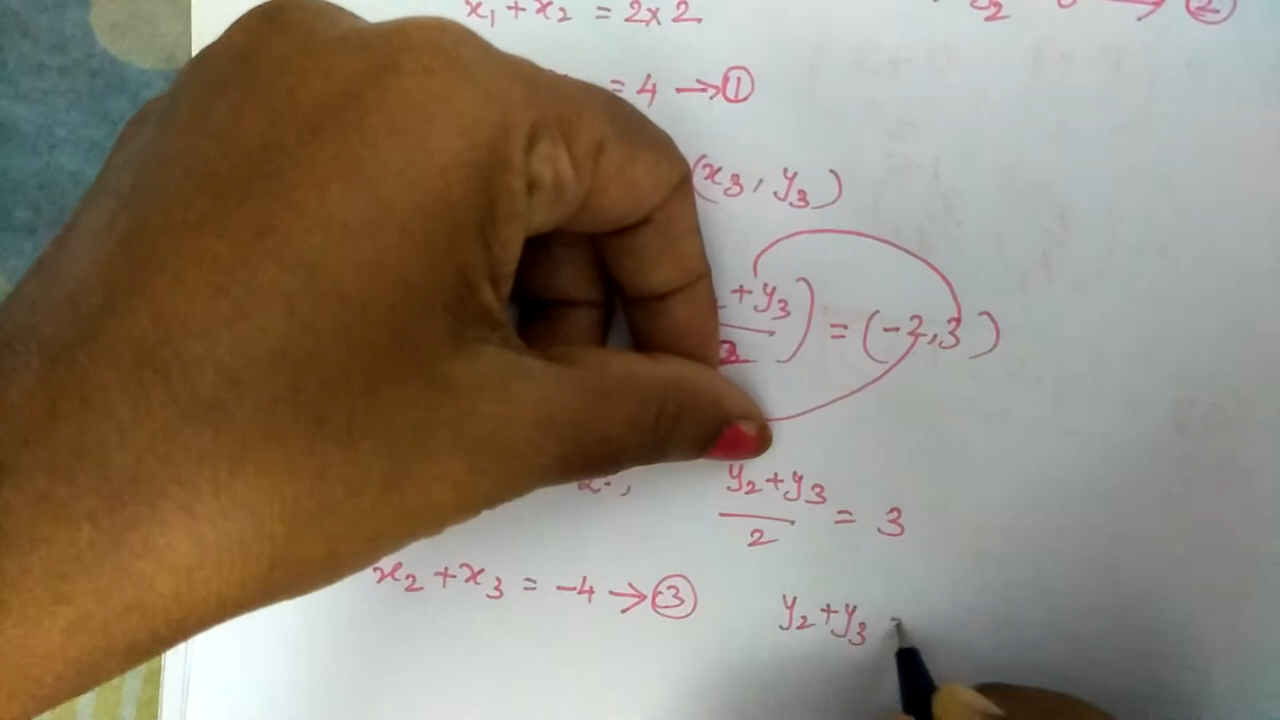 x₁ + x₂ = 2x2
= 4 → ①
(x₃, y₃)
+ y₃) = (-2, 3)
2
y₂ + y₃
2 = 3
x₂ + x₃ = -4 → ③
y₂ + y₃